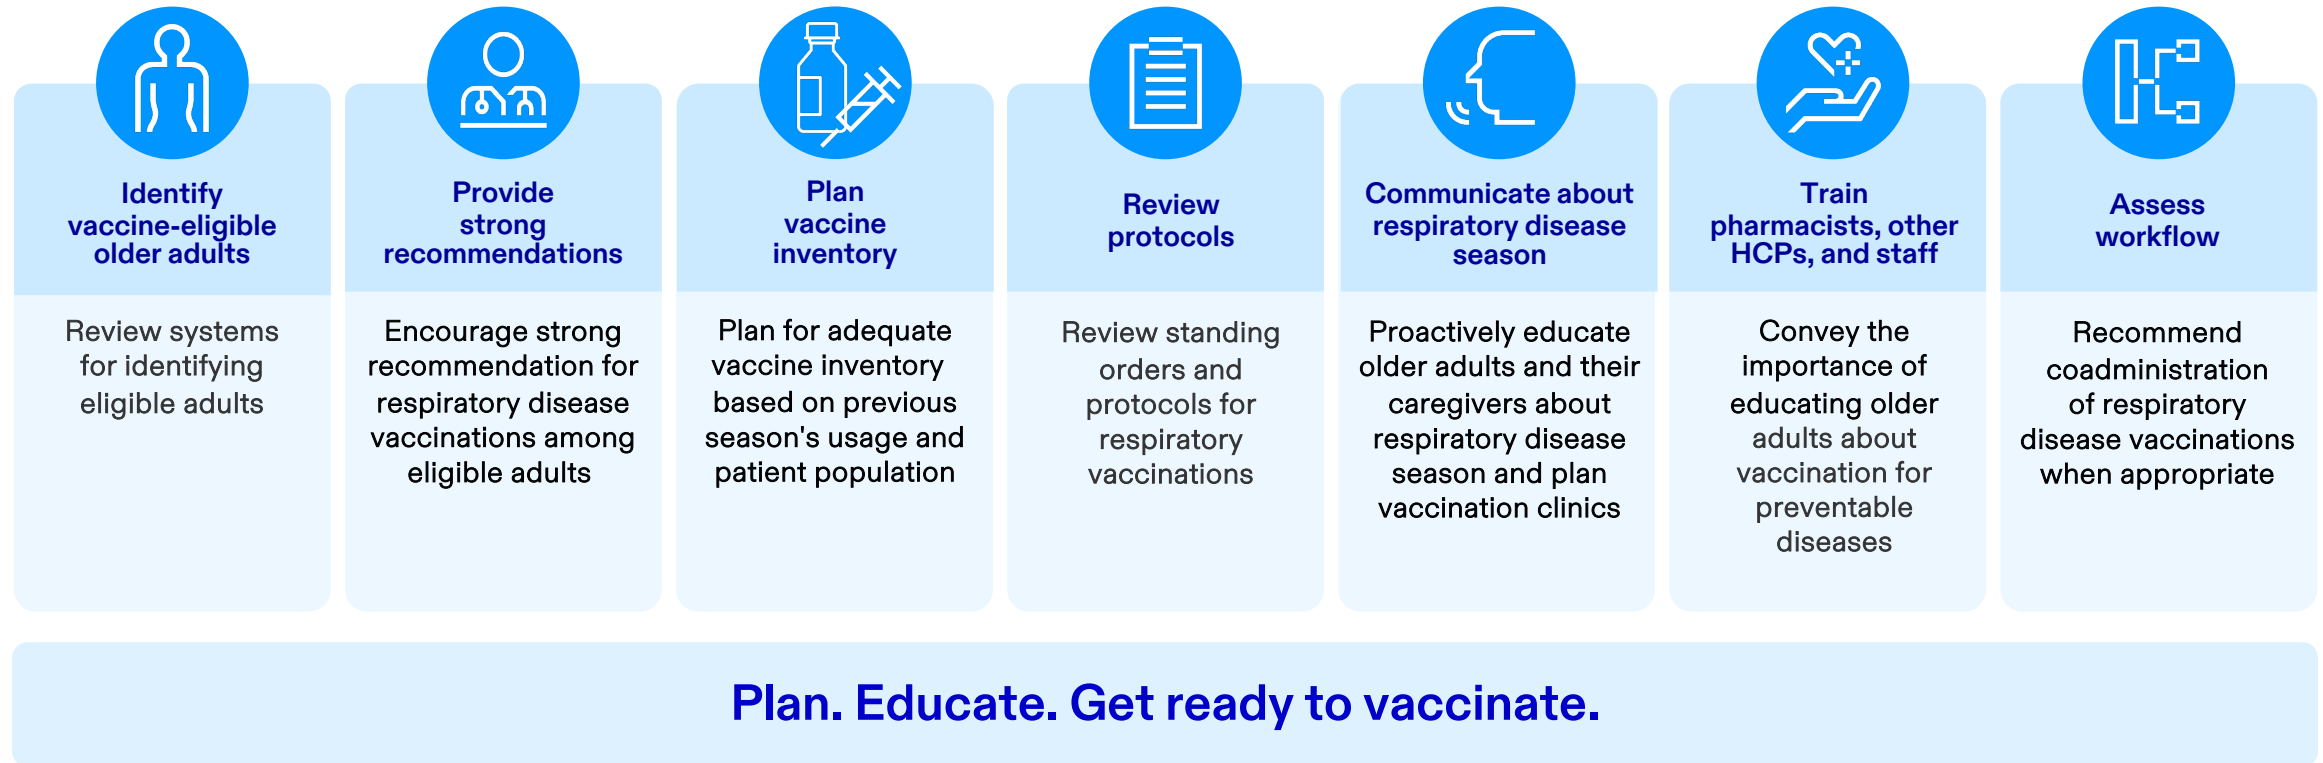 Identify
vaccine-eligible
older adults
Review systems
for identifying
eligible adults
Provide
strong
recommendations
Encourage strong
recommendation for
respiratory disease
vaccinations among
eligible adults
Plan
vaccine
inventory
Plan for adequate
vaccine inventory
based on previous
season's usage and
patient population
Review
protocols
Review standing
orders and
protocols for
respiratory
vaccinations
Communicate about
respiratory disease
season
Proactively educate
older adults and their
caregivers about
respiratory disease
season and plan
vaccination clinics
Train
pharmacists, other
HCPs, and staff
Convey the
importance of
educating older
adults about
vaccination for
preventable
diseases
Assess
workflow
Recommend
coadministration
of respiratory
disease vaccinations
when appropriate
Plan. Educate. Get ready to vaccinate.